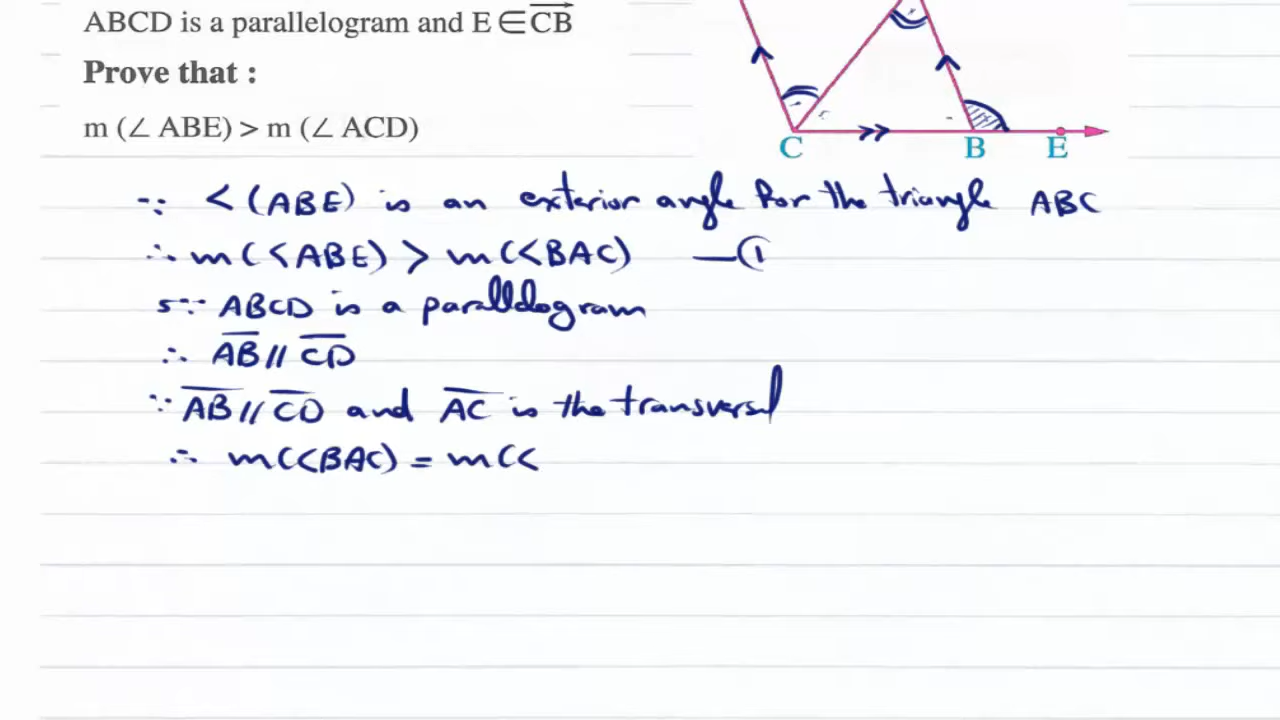 ABCD is a parallelogram and E ∈ CB
Prove that :
m (∠ ABE) > m (∠ ACD)
C
B
E
∵ <(ABE) is an exterior angle for the triangle ABC
∴ m(<ABE) > m(<BAC) —①
, ∵ ABCD is a parallelogram
∴ AB // CD
∵ AB // CD and AC is the transversal
∴ m(<BAC) = m(<